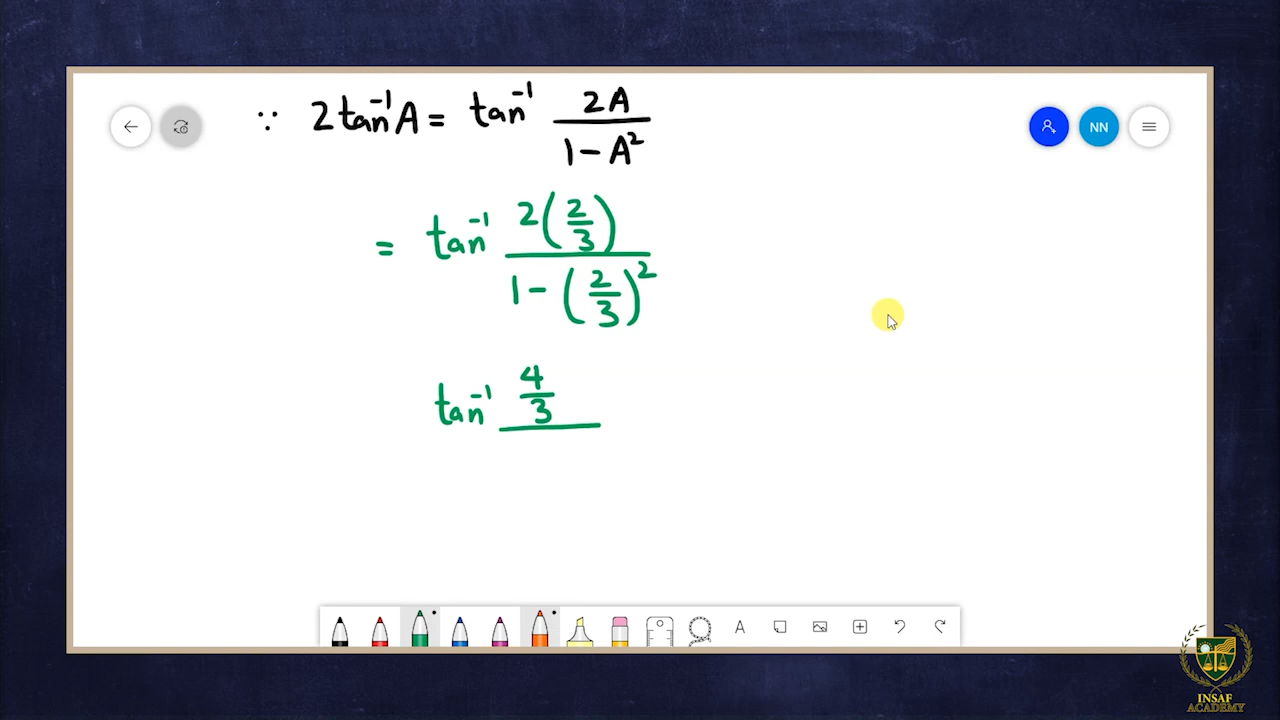 ∵ 2tan⁻¹A = tan⁻¹ 2A / 1 - A²
= tan⁻¹ 2(2/3) / 1 - (2/3)²
tan⁻¹ 4/3
NN
A
INSAF
ACADEMY